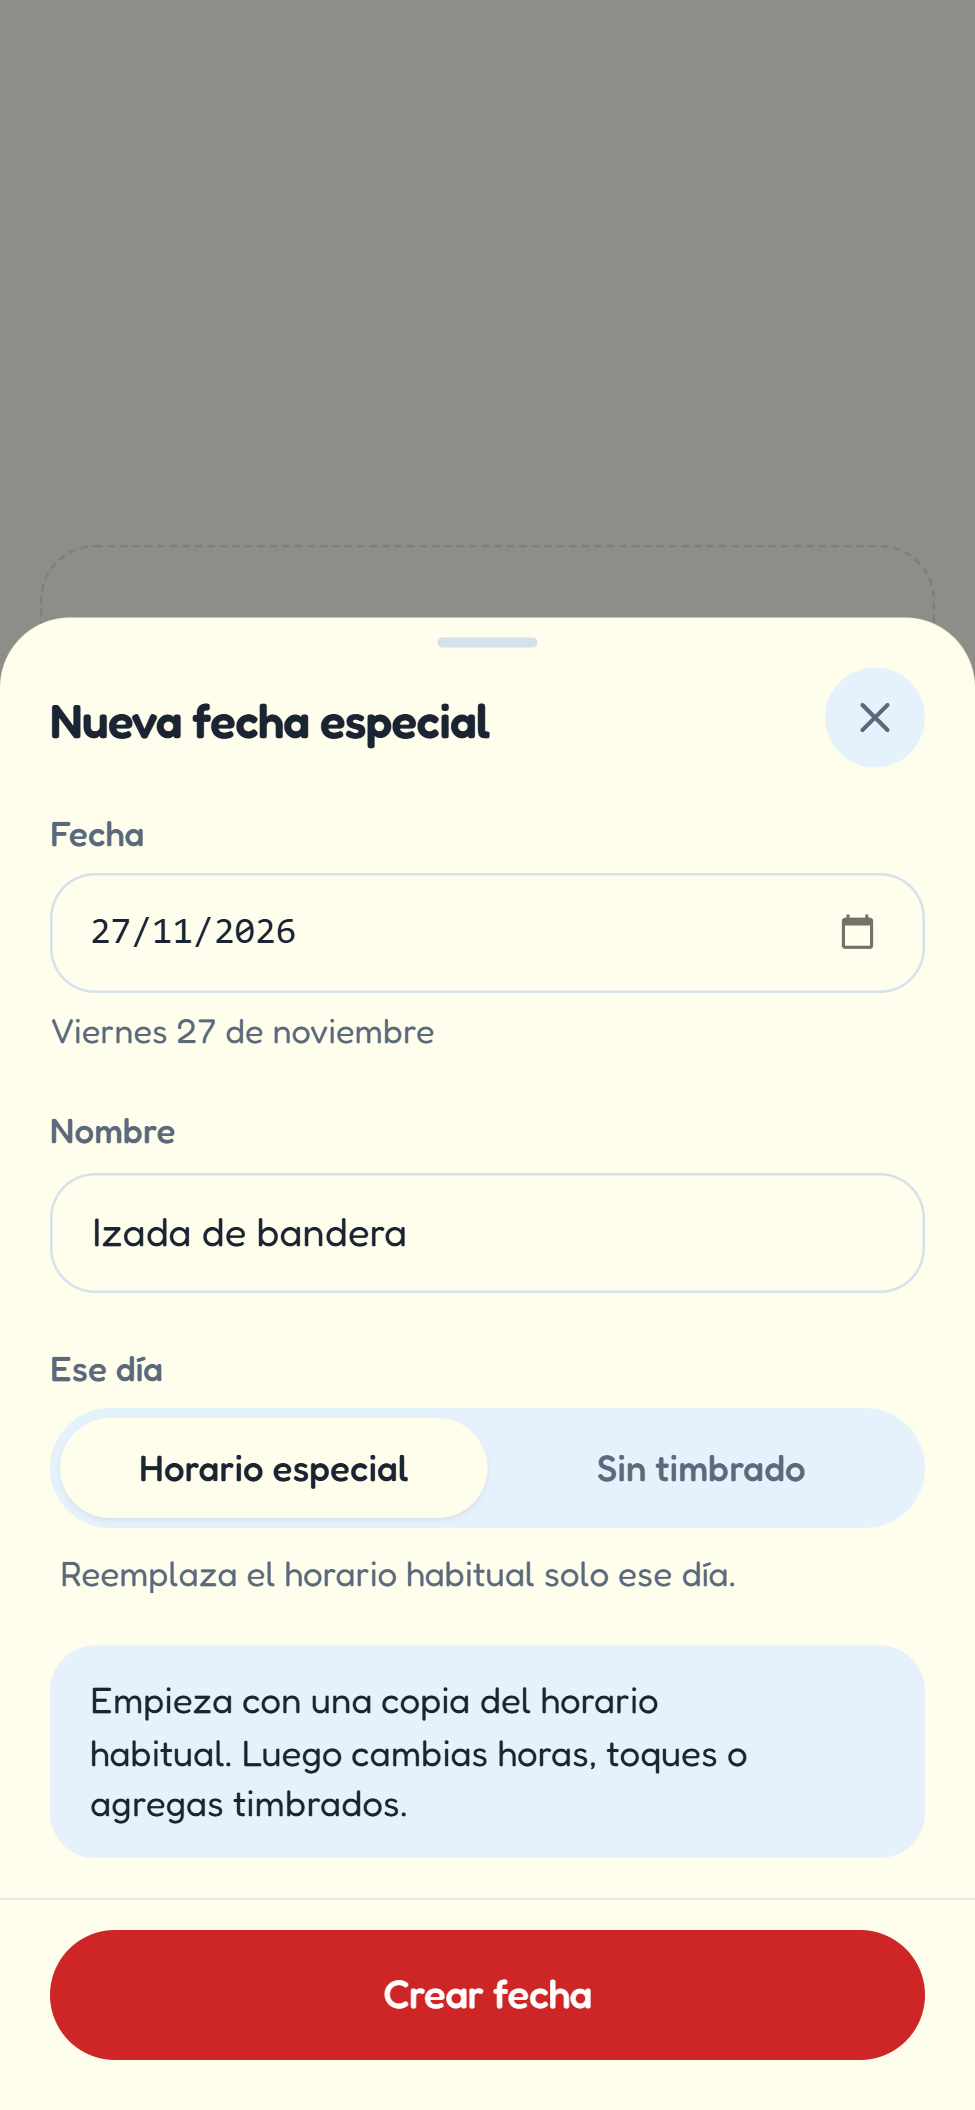 Nueva fecha especial
Fecha
27/11/2026
Viernes 27 de noviembre
Nombre
Izada de bandera
Ese día
Horario especial
Sin timbrado
Reemplaza el horario habitual solo ese día.
Empieza con una copia del horario
habitual. Luego cambias horas, toques o
agregas timbrados.
Crear fecha